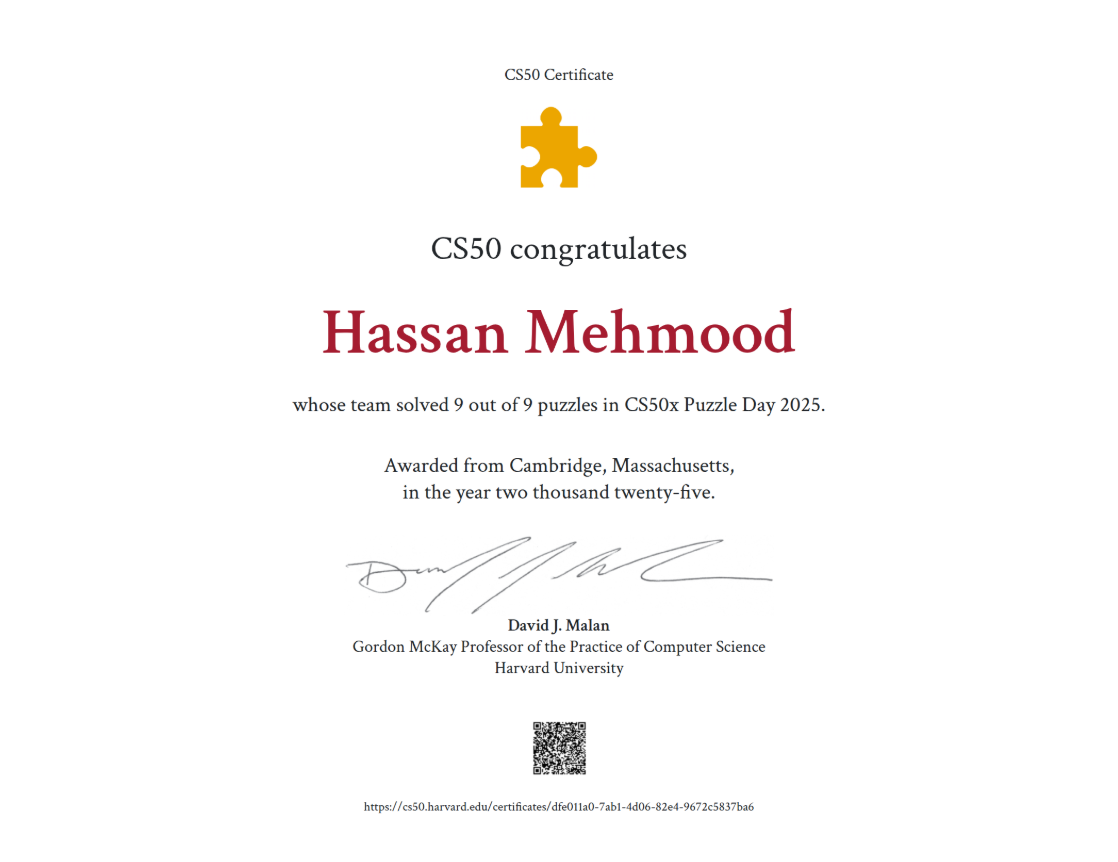 CS50 Certificate
CS50 congratulates
Hassan Mehmood
whose team solved 9 out of 9 puzzles in CS50x Puzzle Day 2025.
Awarded from Cambridge, Massachusetts,
in the year two thousand twenty-five.
David J. Malan
Gordon McKay Professor of the Practice of Computer Science
Harvard University
https://cs50.harvard.edu/certificates/dfe011a0-7ab1-4d06-82e4-9672c5837ba6